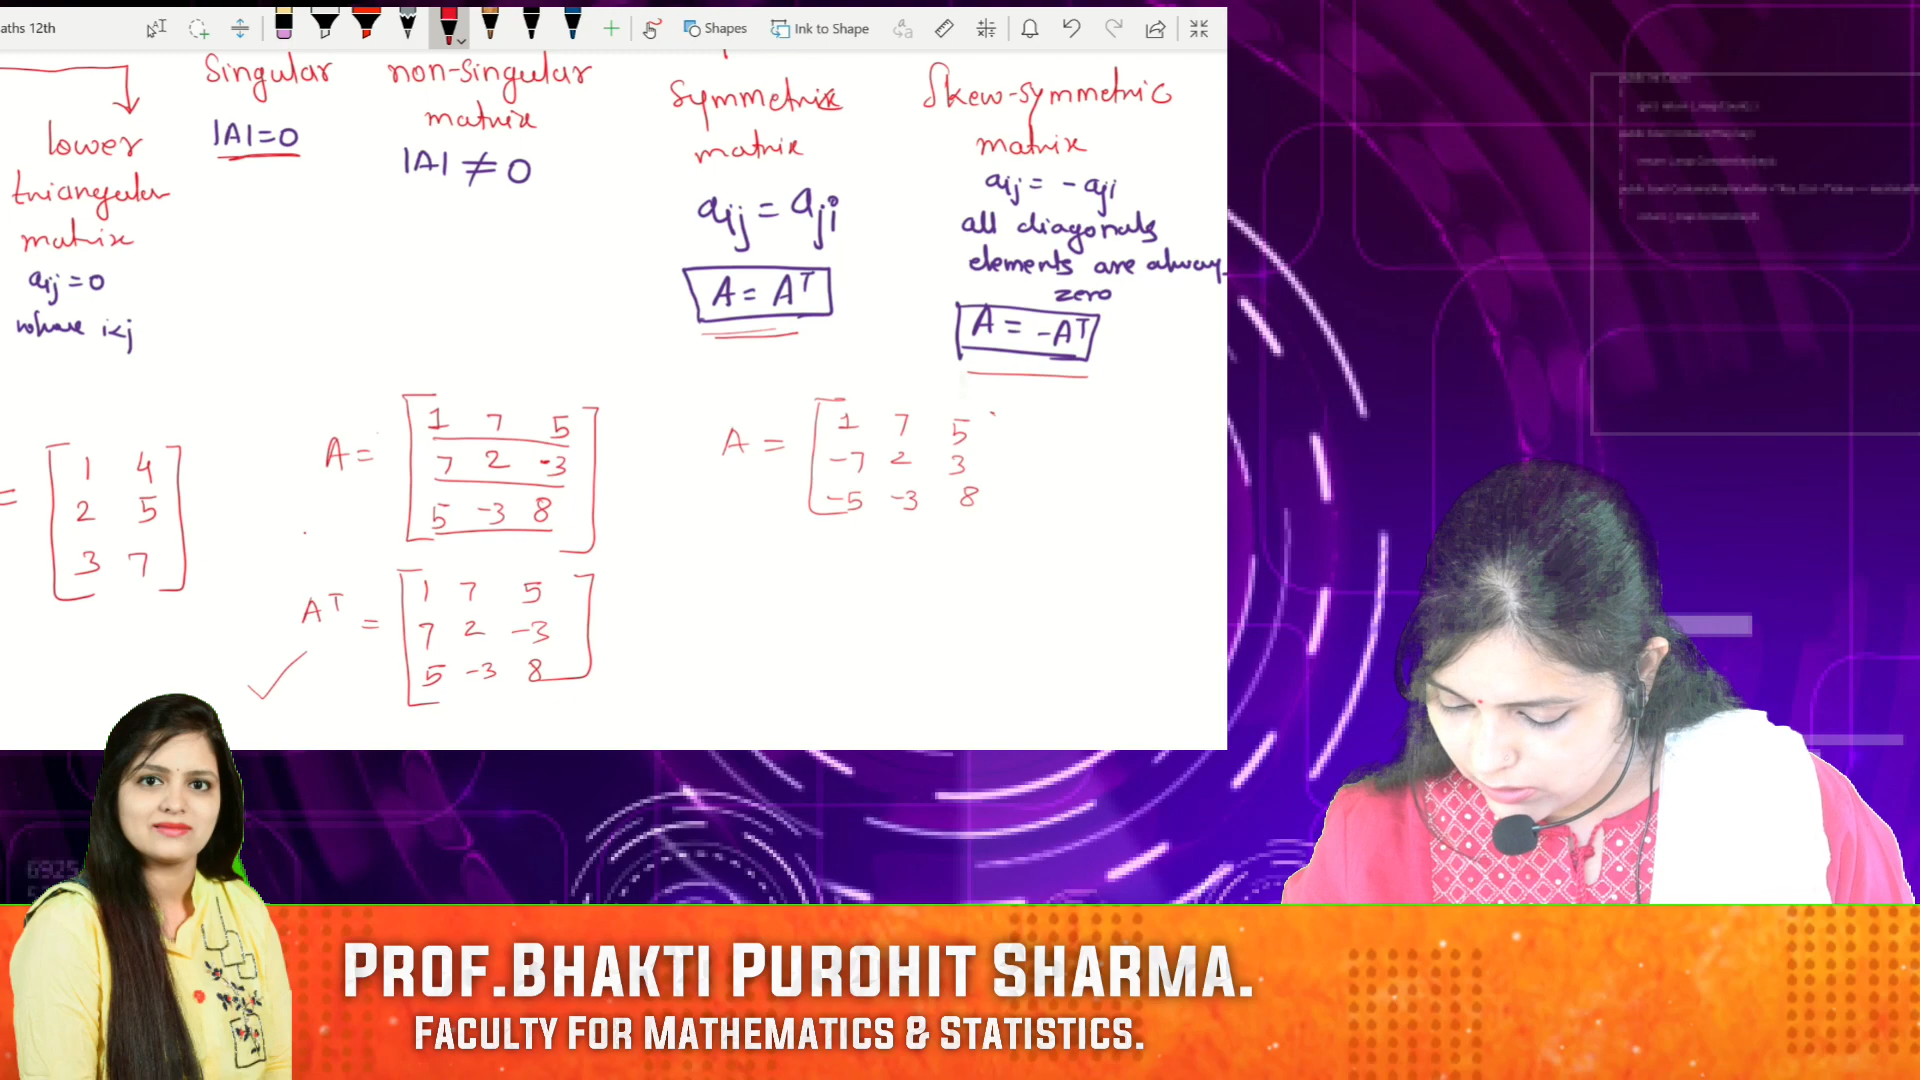 aths 12th
Shapes
Ink to Shape
Singular
|A|=0
non-singular
matrix
|A| ≠ 0
Symmetric
matrix
aij = aji
A = Aᵀ
Skew-symmetric
matrix
aij = - aji
all diagonals
elements are always
zero
A = -Aᵀ
lower
triangular
matrix
aij = 0
where i<j
=
1 4
2 5
3 7
A =
1 7 5
7 2 -3
5 -3 8
Aᵀ =
1 7 5
7 2 -3
5 -3 8
A =
1 7 5
-7 2 3
-5 -3 8
PROF.BHAKTI PUROHIT SHARMA.
FACULTY FOR MATHEMATICS & STATISTICS.